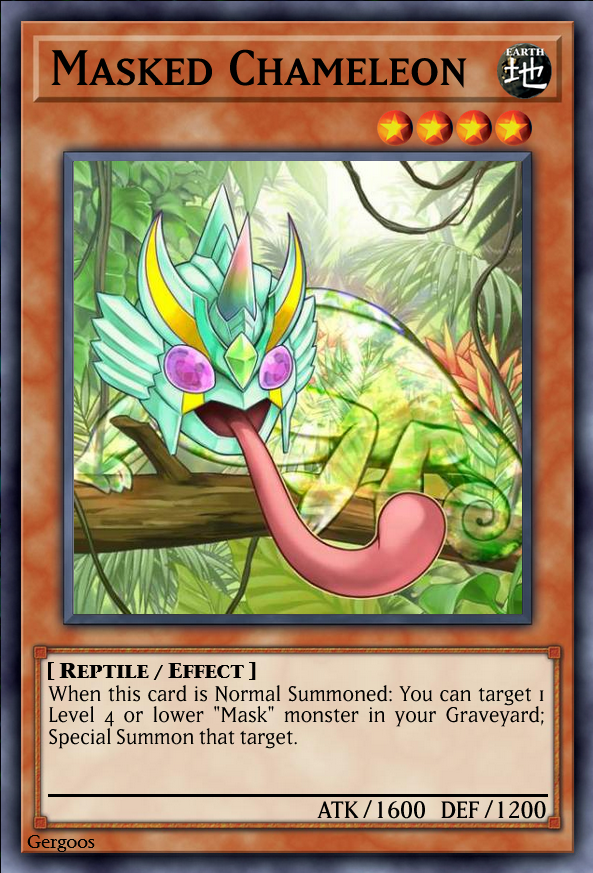 Masked Chameleon
EARTH
地
[ Reptile / Effect ]
When this card is Normal Summoned: You can target 1
Level 4 or lower "Mask" monster in your Graveyard;
Special Summon that target.
ATK/1600 DEF/1200
Gergoos